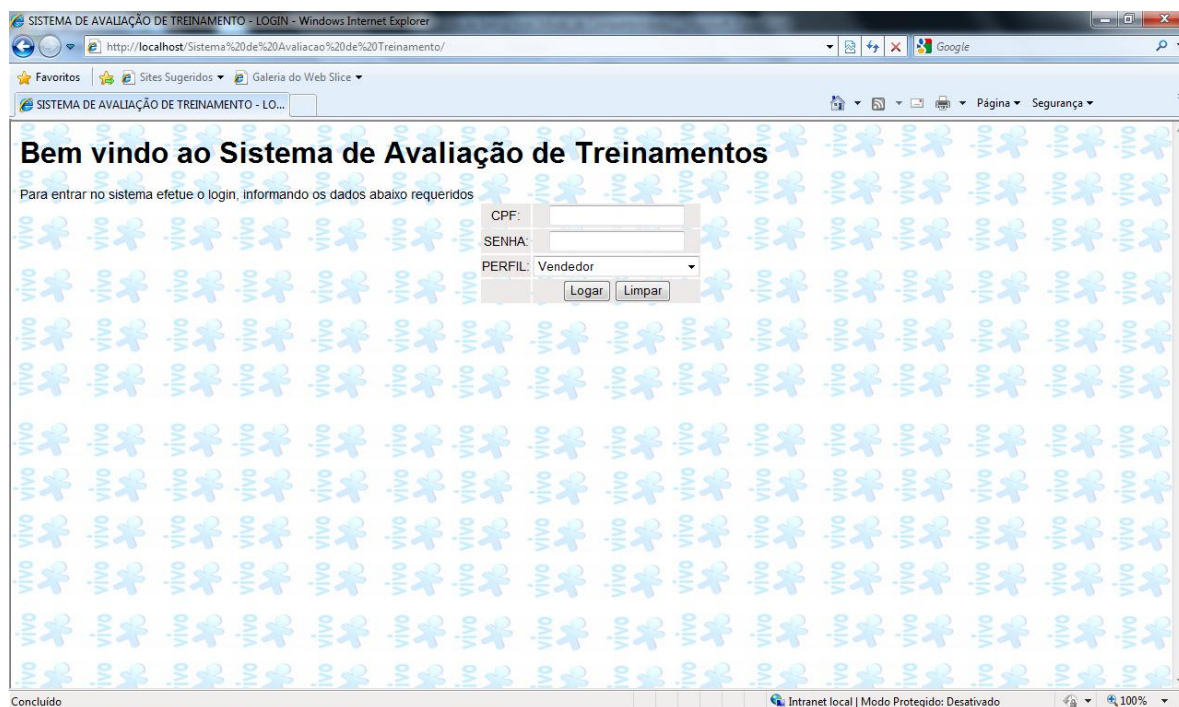 SISTEMA DE AVALIAÇÃO DE TREINAMENTO - LOGIN - Windows Internet Explorer
http://localhost/Sistema%20de%20Avaliacao%20de%20Treinamento/
Google
Favoritos
Sites Sugeridos
Galeria do Web Slice
SISTEMA DE AVALIAÇÃO DE TREINAMENTO - LO...
Página
Segurança
Bem vindo ao Sistema de Avaliação de Treinamentos
Para entrar no sistema efetue o login, informando os dados abaixo requeridos
CPF:
SENHA:
PERFIL: Vendedor
Logar Limpar
vivo
Concluído
Intranet local | Modo Protegido: Desativado
100%